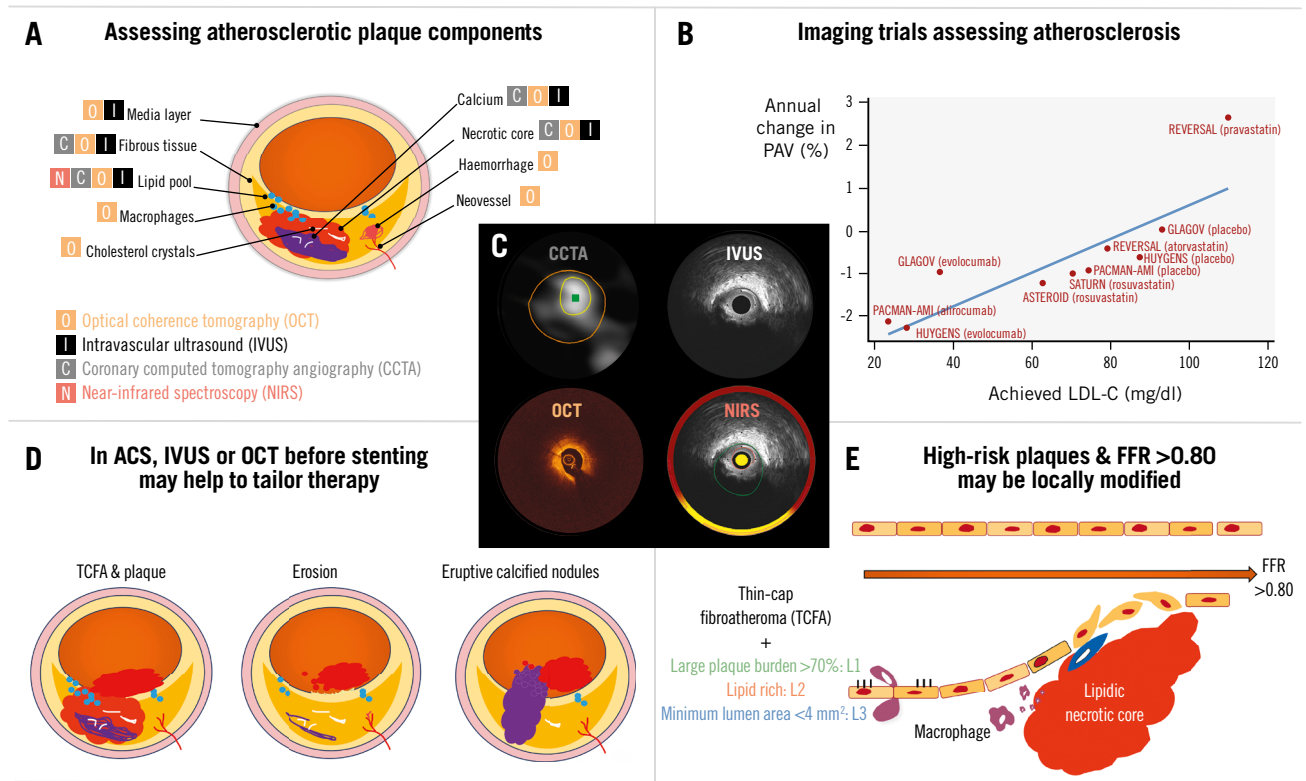 A
Assessing atherosclerotic plaque components
O I Media layer
C O I Fibrous tissue
N C O I Lipid pool
O Macrophages
O Cholesterol crystals
Calcium C O I
Necrotic core C O I
Haemorrhage O
Neovessel O
O Optical coherence tomography (OCT)
I Intravascular ultrasound (IVUS)
C Coronary computed tomography angiography (CCTA)
N Near-infrared spectroscopy (NIRS)
B
Imaging trials assessing atherosclerosis
Annual
change in
PAV (%)
3
2
1
0
-1
-2
REVERSAL (pravastatin)
GLAGOV (placebo)
REVERSAL (atorvastatin)
HUYGENS (placebo)
GLAGOV (evolocumab)
PACMAN-AMI (placebo)
SATURN (rosuvastatin)
ASTEROID (rosuvastatin)
PACMAN-AMI (alirocumab)
HUYGENS (evolocumab)
20
40
60
80
100
120
Achieved LDL-C (mg/dl)
C
CCTA
IVUS
OCT
NIRS
D
In ACS, IVUS or OCT before stenting
may help to tailor therapy
TCFA & plaque
Erosion
Eruptive calcified nodules
E
High-risk plaques & FFR >0.80
may be locally modified
FFR
>0.80
Thin-cap
fibroatheroma (TCFA)
+
Large plaque burden >70%: L1
Lipid rich: L2
Minimum lumen area <4 mm²: L3
Macrophage
Lipidic
necrotic core